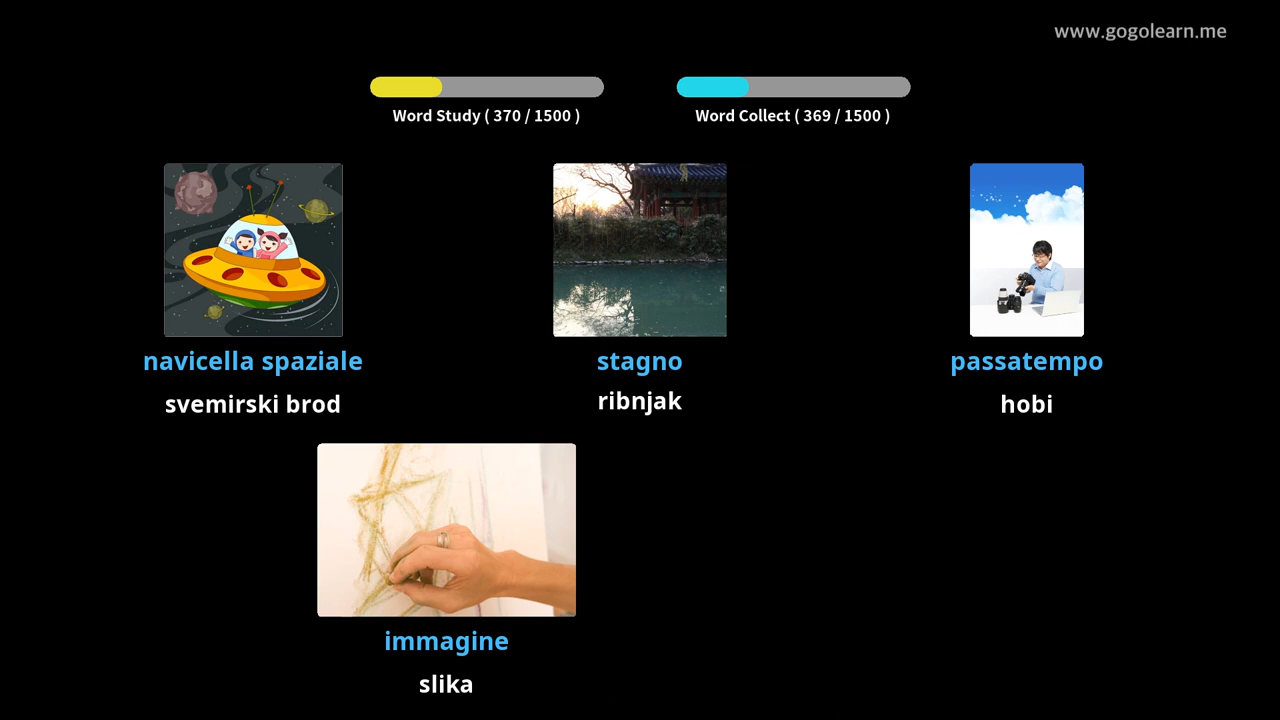 www.gogolearn.me
Word Study ( 370 / 1500 )
Word Collect ( 369 / 1500 )
navicella spaziale
svemirski brod
stagno
ribnjak
passatempo
hobi
immagine
slika